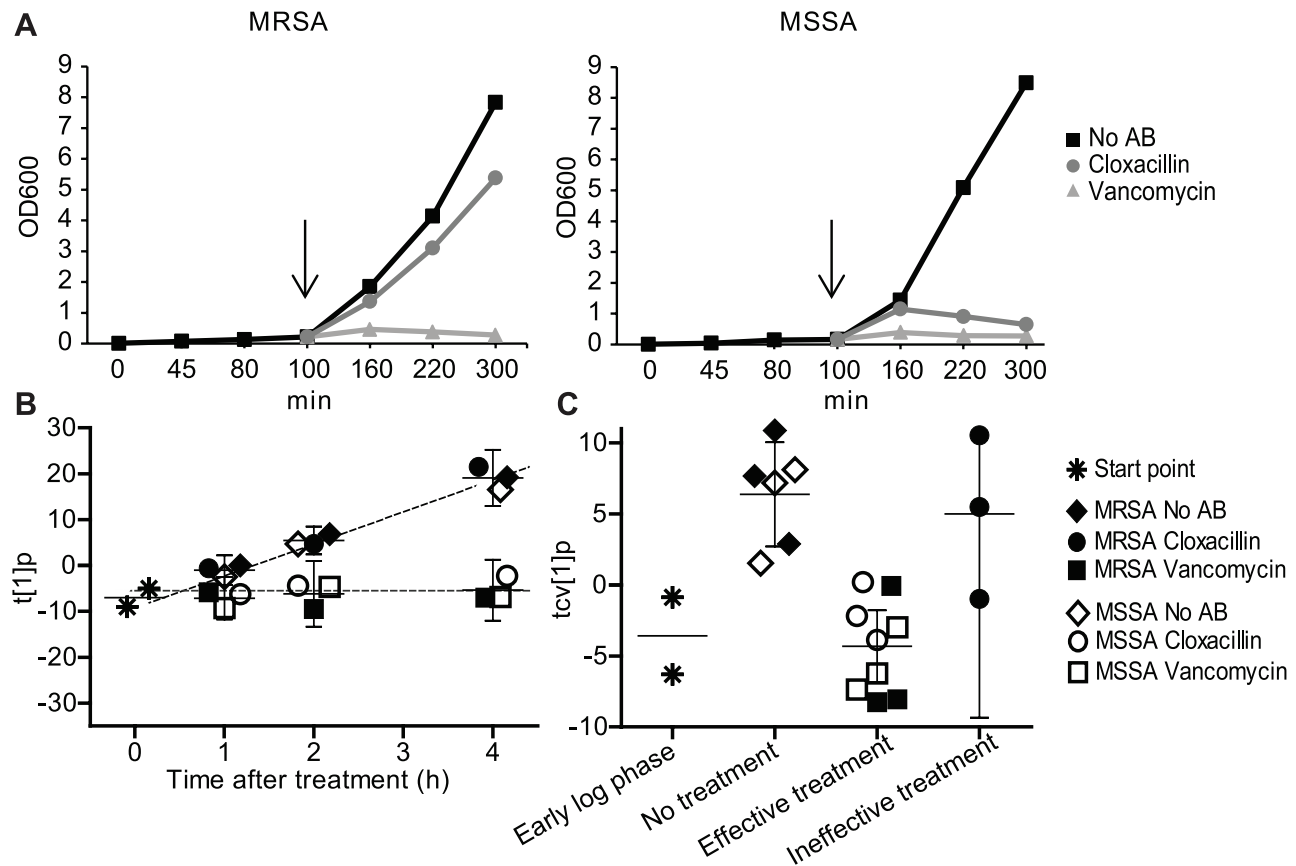 A
MRSA
MSSA
9
8
7
6
5
4
3
2
1
0
OD600
0 45 80 100 160 220 300
min
9
8
7
6
5
4
3
2
1
0
OD600
0 45 80 100 160 220 300
min
No AB
Cloxacillin
Vancomycin
B
30
20
10
0
-10
-20
-30
t[1]p
0 1 2 3 4
Time after treatment (h)
C
10
5
0
-5
-10
tcv[1]p
Early log phase
No treatment
Effective treatment
Ineffective treatment
Start point
MRSA No AB
MRSA Cloxacillin
MRSA Vancomycin
MSSA No AB
MSSA Cloxacillin
MSSA Vancomycin